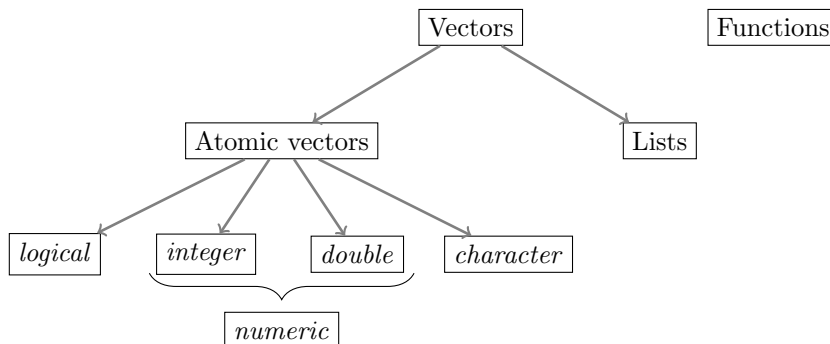 Vectors
Functions
Atomic vectors
Lists
logical
integer
double
character
numeric